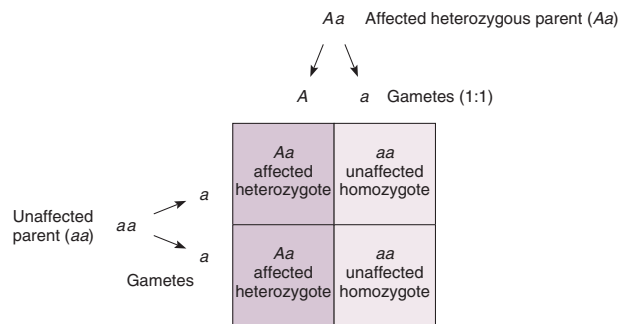 Aa Affected heterozygous parent (Aa)
A a Gametes (1:1)
Aa
affected
heterozygote
aa
unaffected
homozygote
a
Unaffected
parent (aa)
aa
a
Gametes
Aa
affected
heterozygote
aa
unaffected
homozygote